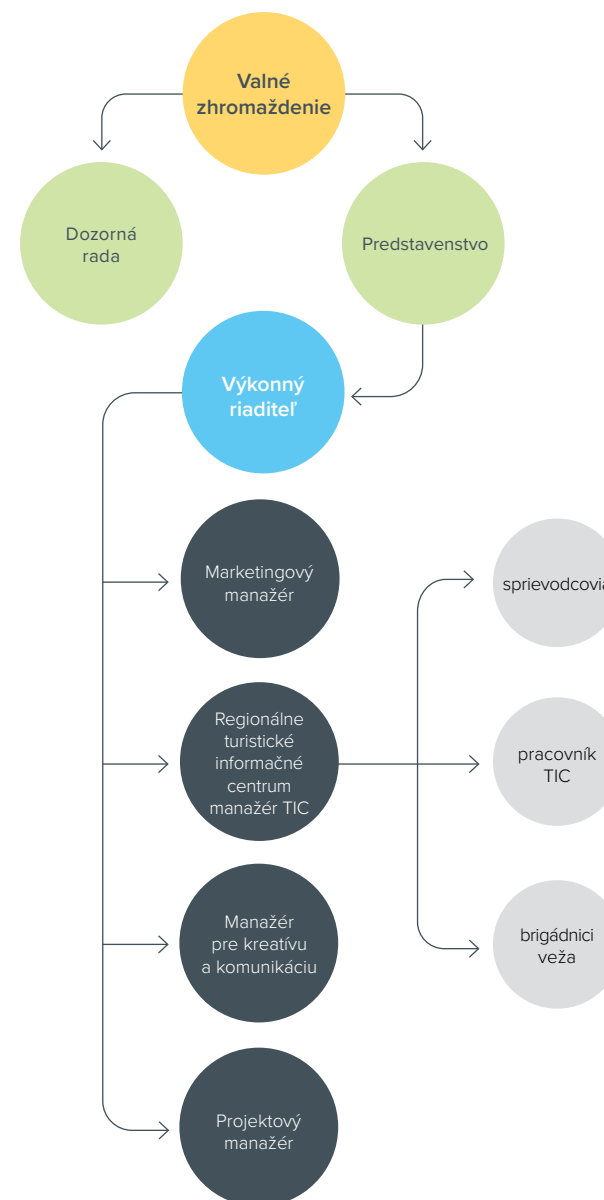 Valné
zhromaždenie
Dozorná
rada
Predstavenstvo
Výkonný
riaditeľ
Marketingový
manažér
sprievodcovia
Regionálne
turistické
informačné
centrum
manažér TIC
pracovník
TIC
Manažér
pre kreatívu
a komunikáciu
brigádnici
veža
Projektový
manažér